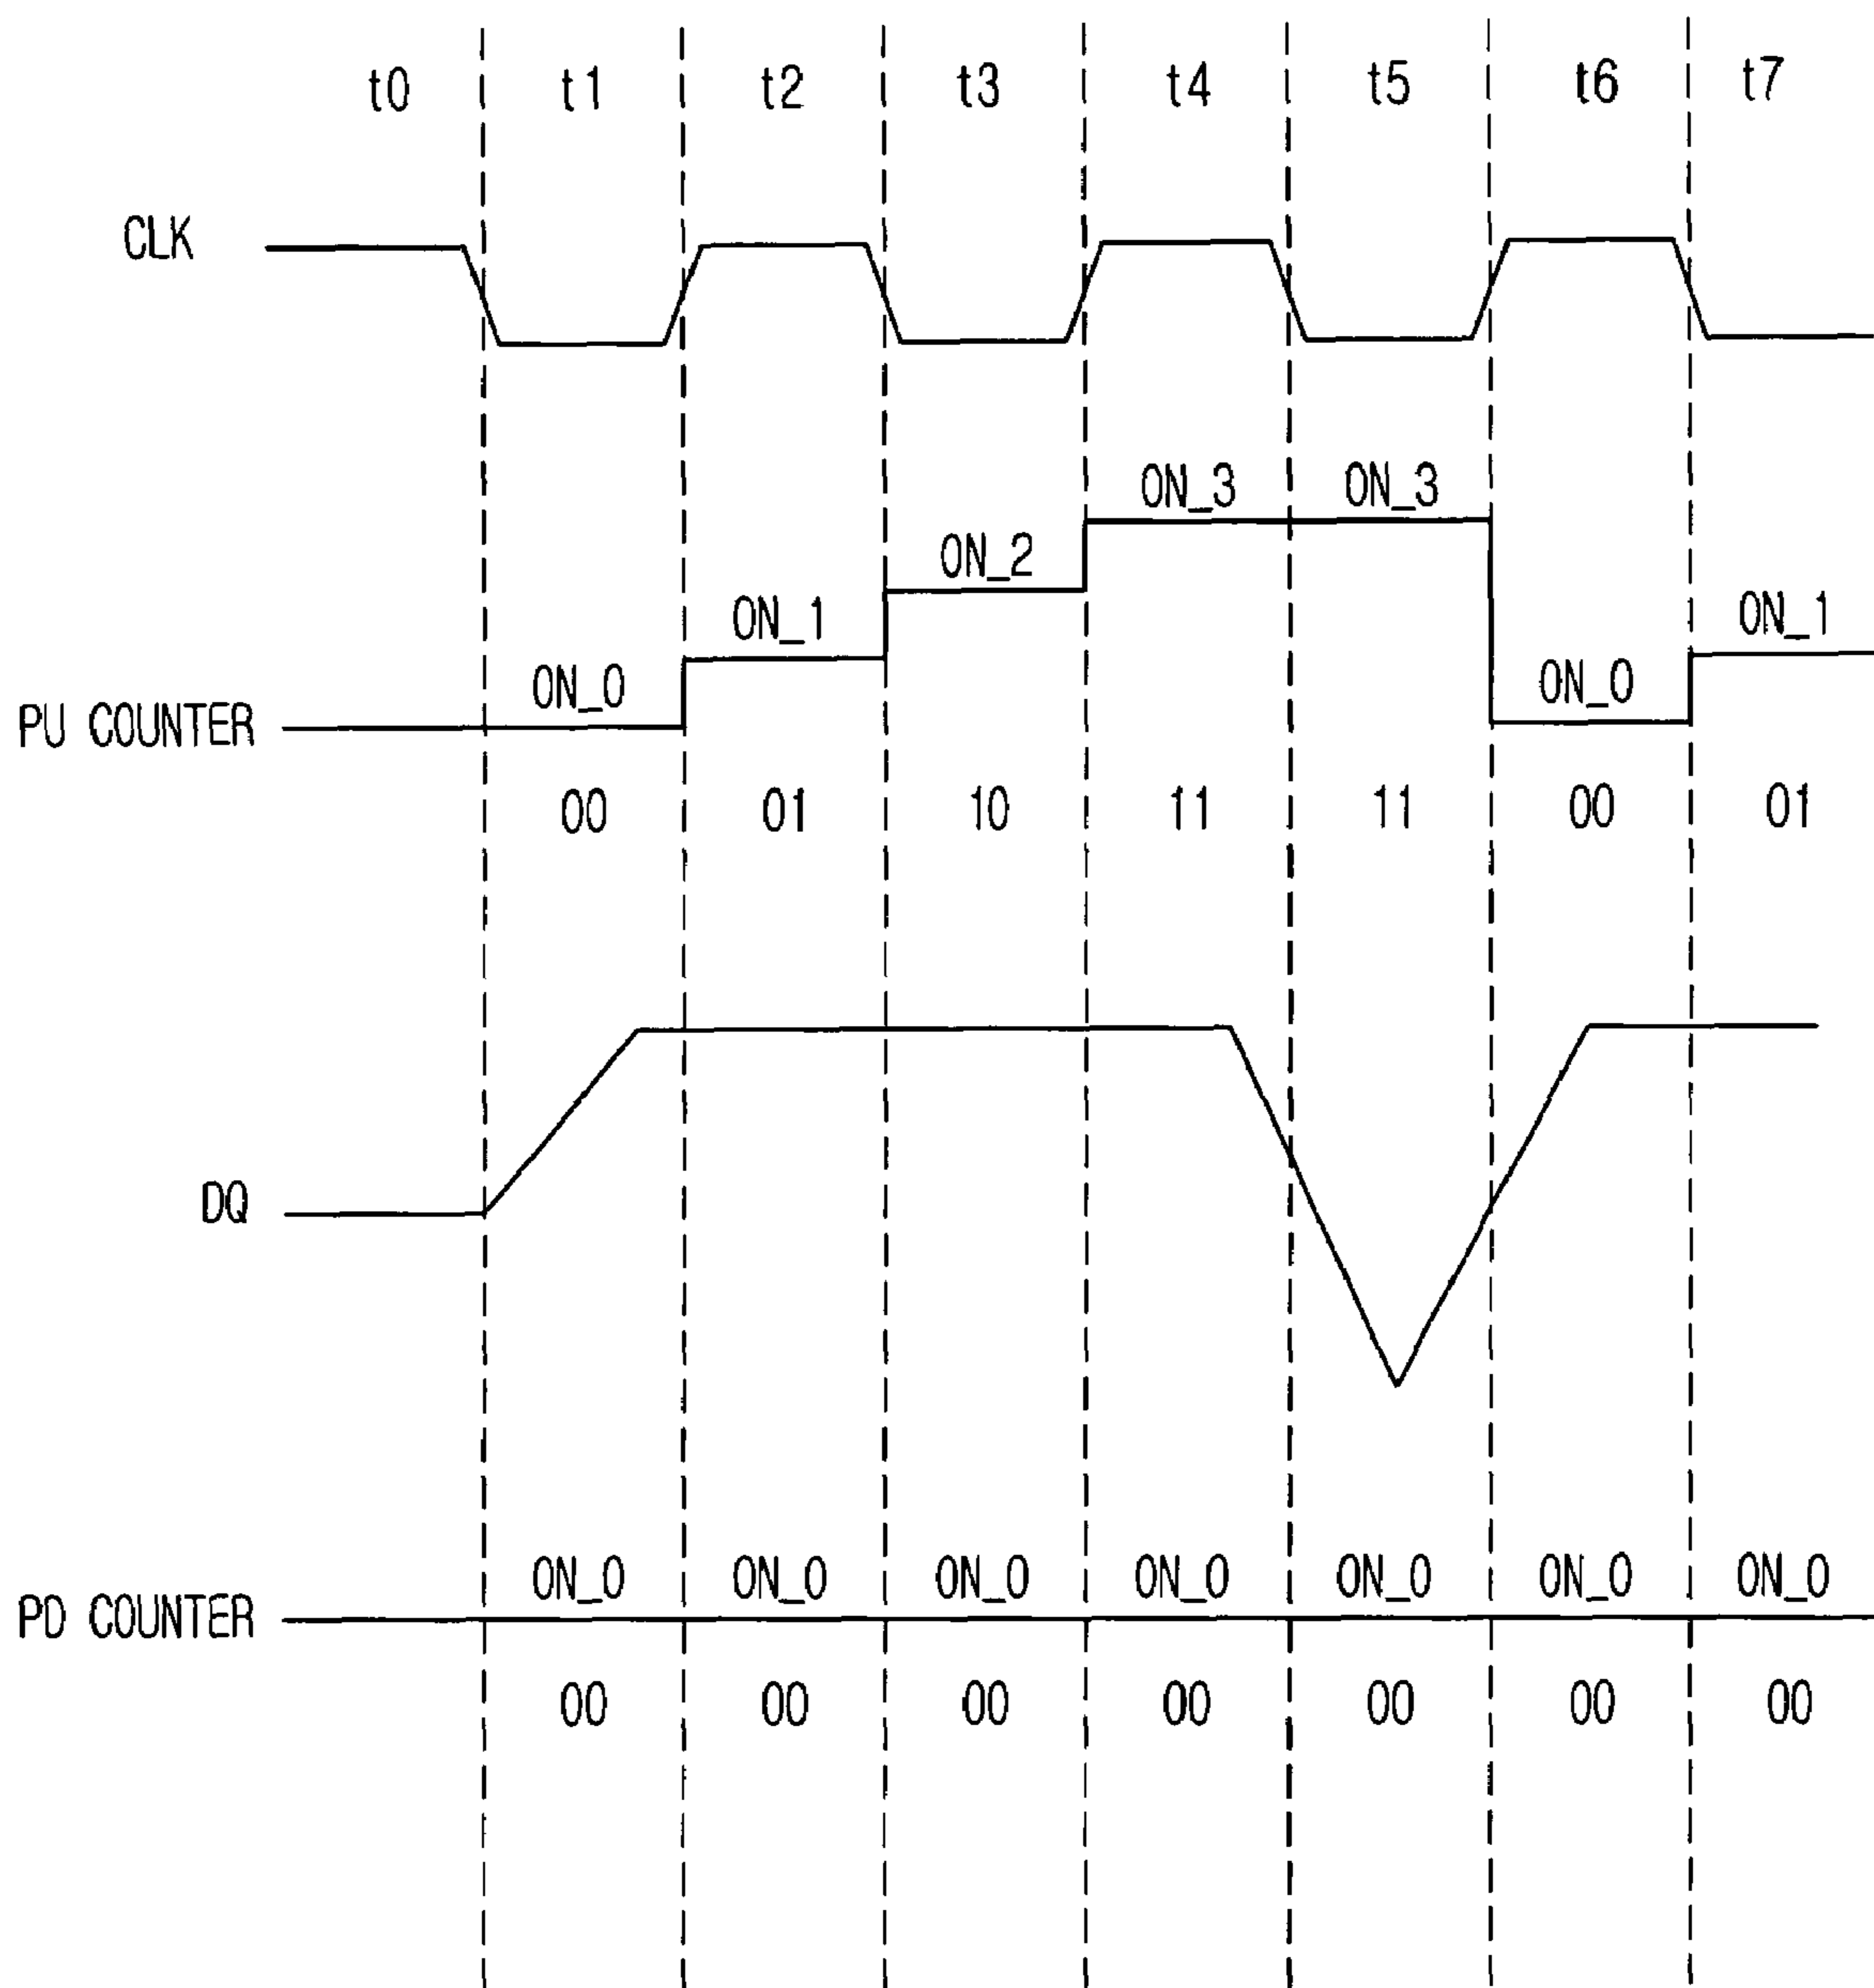 t0 t1 t2 t3 t4 t5 t6 t7
CLK
ON_3 ON_3
ON_2
ON_1 ON_1
ON_0 ON_0
PU COUNTER
00 01 10 11 11 00 01
DQ
ON_0 ON_0 ON_0 ON_0 ON_0 ON_0 ON_0
PD COUNTER
00 00 00 00 00 00 00